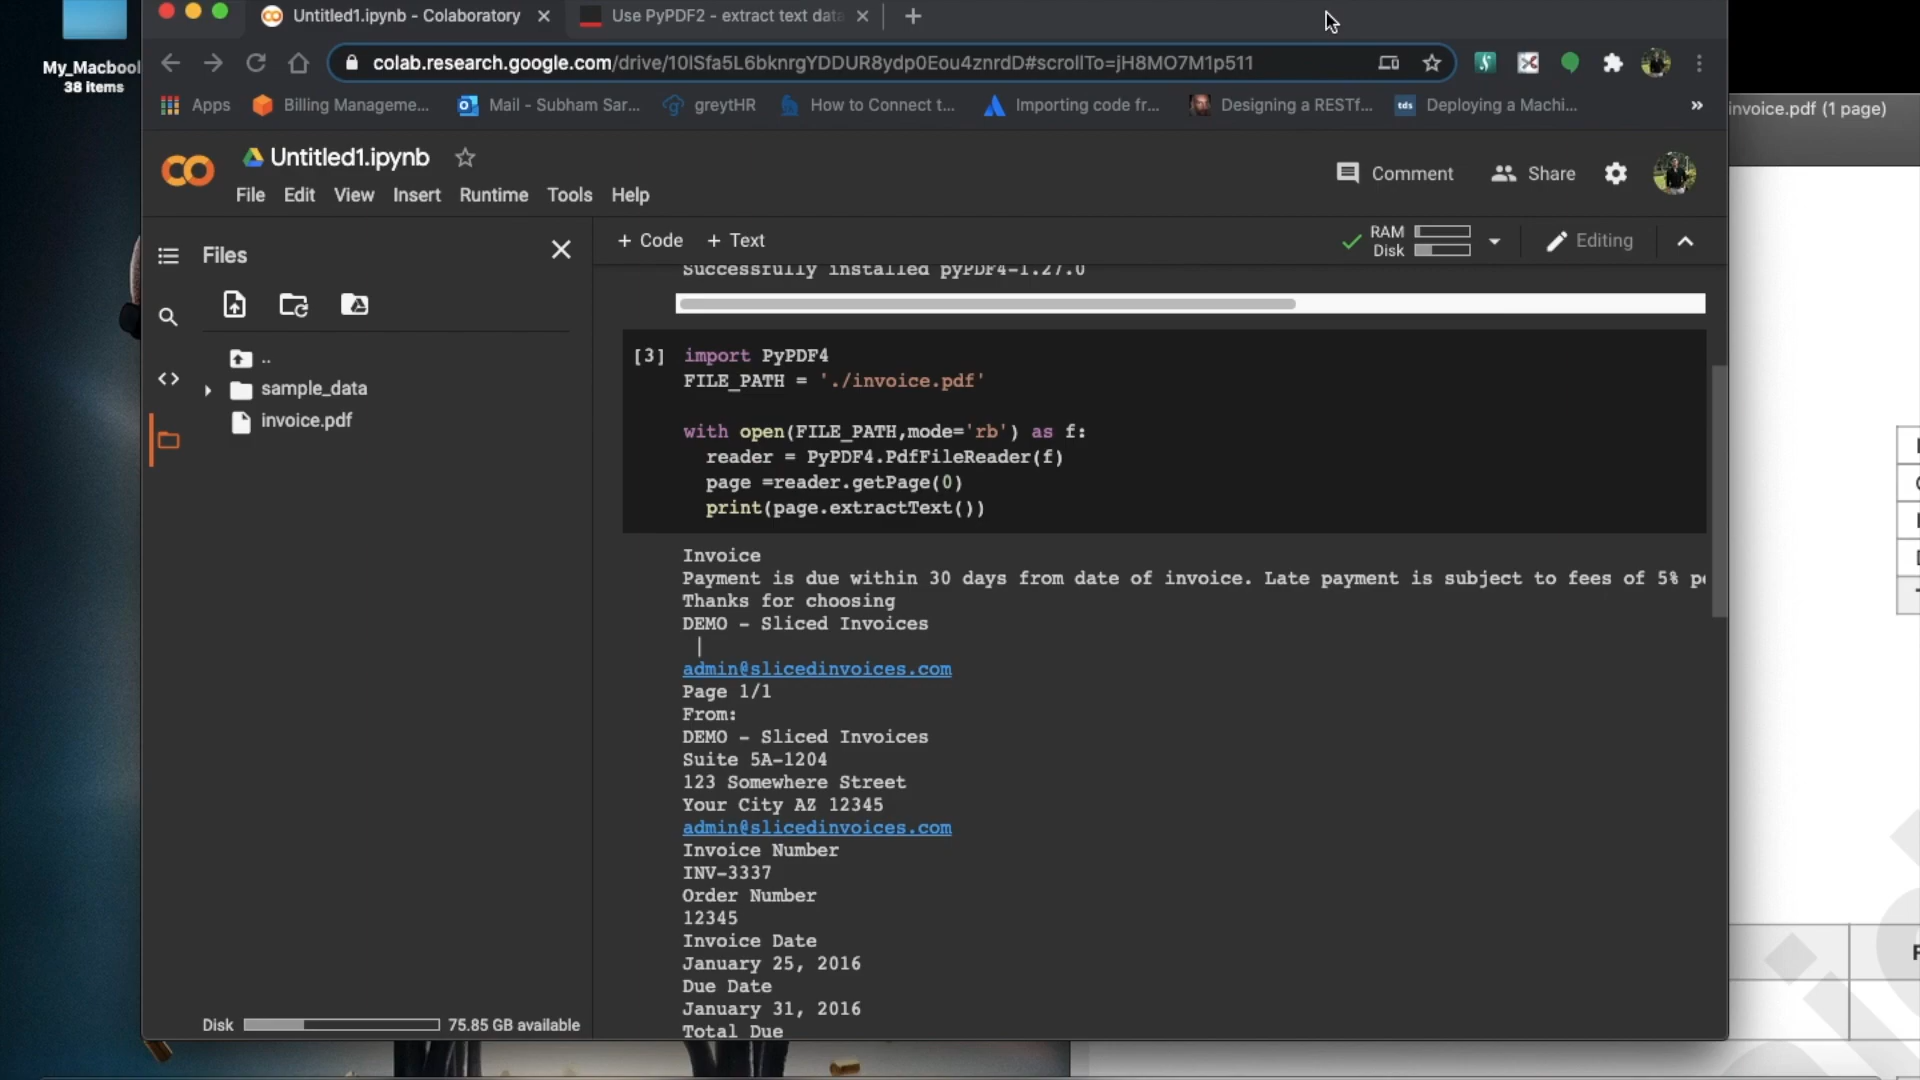 Untitled1.ipynb - Colaboratory
Use PyPDF2 - extract text data
colab.research.google.com/drive/10lSfa5L6bknrgYDDUR8ydp0Eou4znrdD#scrollTo=jH8MO7M1p511
Apps
Billing Manageme...
Mail - Subham Sar...
greytHR
How to Connect t...
Importing code fr...
Designing a RESTf...
tds
Deploying a Machi...
»
My_Macbool
38 items
invoice.pdf (1 page)
Untitled1.ipynb
File Edit View Insert Runtime Tools Help
Comment
Share
Files
+ Code + Text
RAM
Disk
Editing
..
sample_data
invoice.pdf
Successfully installed pyPDF4-1.27.0
[3] import PyPDF4
FILE_PATH = './invoice.pdf'
with open(FILE_PATH,mode='rb') as f:
reader = PyPDF4.PdfFileReader(f)
page =reader.getPage(0)
print(page.extractText())
Invoice
Payment is due within 30 days from date of invoice. Late payment is subject to fees of 5%
Thanks for choosing
DEMO - Sliced Invoices
|
admin@slicedinvoices.com
Page 1/1
From:
DEMO - Sliced Invoices
Suite 5A-1204
123 Somewhere Street
Your City AZ 12345
admin@slicedinvoices.com
Invoice Number
INV-3337
Order Number
12345
Invoice Date
January 25, 2016
Due Date
January 31, 2016
Total Due
Disk 75.85 GB available